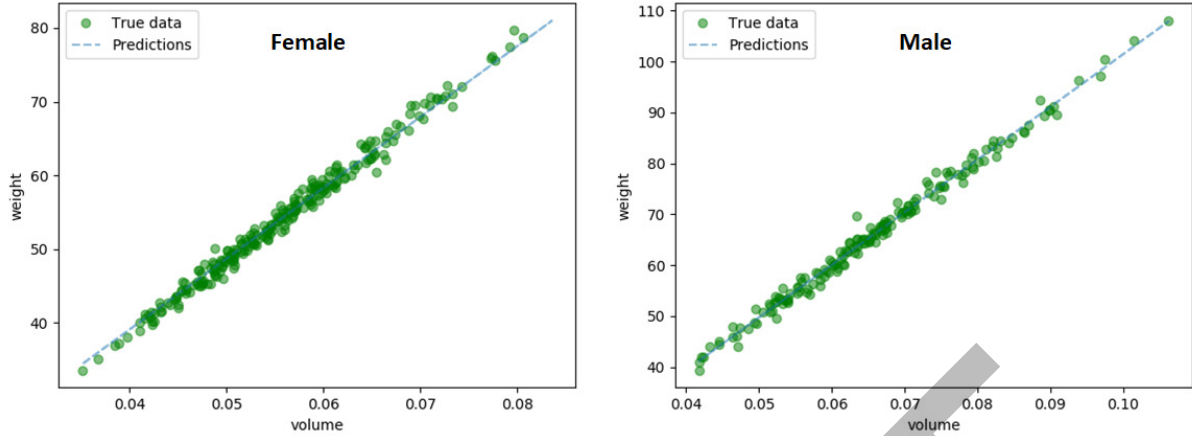 True data
Predictions
Female
80
70
60
50
40
weight
0.04 0.05 0.06 0.07 0.08
volume
True data
Predictions
Male
110
100
90
80
70
60
50
40
weight
0.04 0.05 0.06 0.07 0.08 0.09 0.10
volume